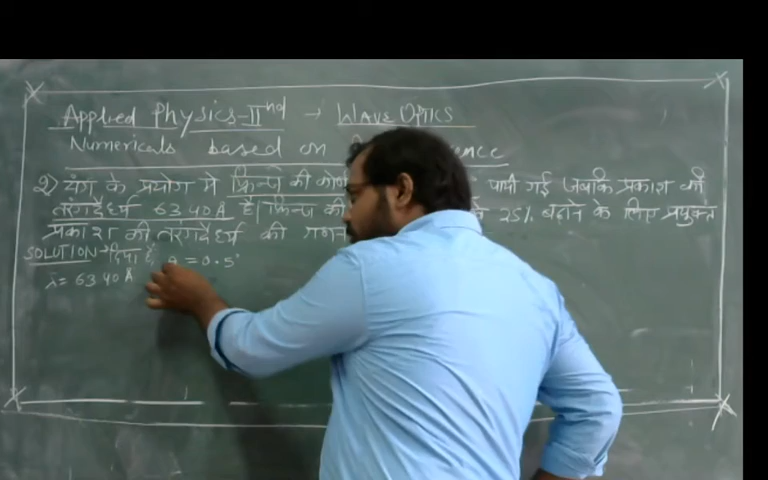 Applied Physics-IInd → WAVE OPTICS
Numericals based on
Q) यंग के प्रयोग में फ्रिन्ज की पायी गई जबकि प्रकाश की
तरंगदैर्ध्य 6340Å है। फ्रिन्ज की 25% बढ़ाने के लिए प्रयुक्त
प्रकाश की तरंगदैर्ध्य की
SOLUTION → दिया है, θ = 0.5°
λ = 6340 Å